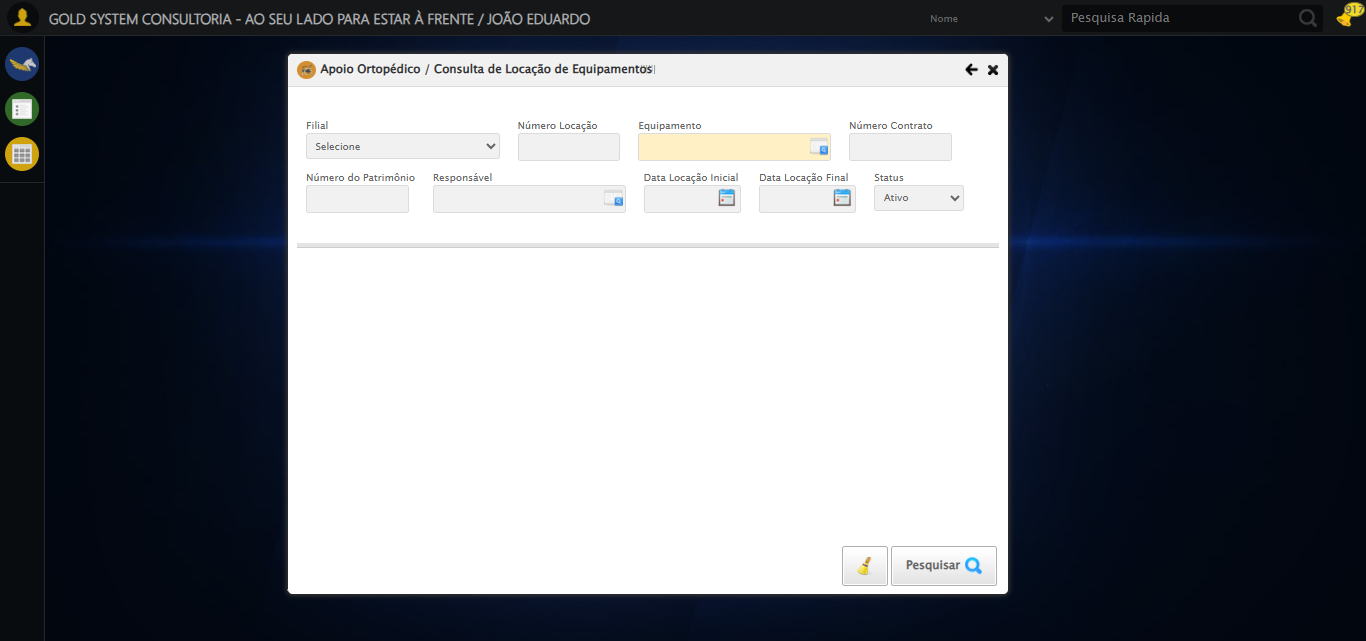 GOLD SYSTEM CONSULTORIA - AO SEU LADO PARA ESTAR À FRENTE / JOÃO EDUARDO
Nome
Pesquisa Rapida
917
Apoio Ortopédico / Consulta de Locação de Equipamento
Filial
Número Locação
Equipamento
Número Contrato
Selecione
Número do Patrimônio
Responsável
Data Locação Inicial
Data Locação Final
Status
Ativo
Pesquisar